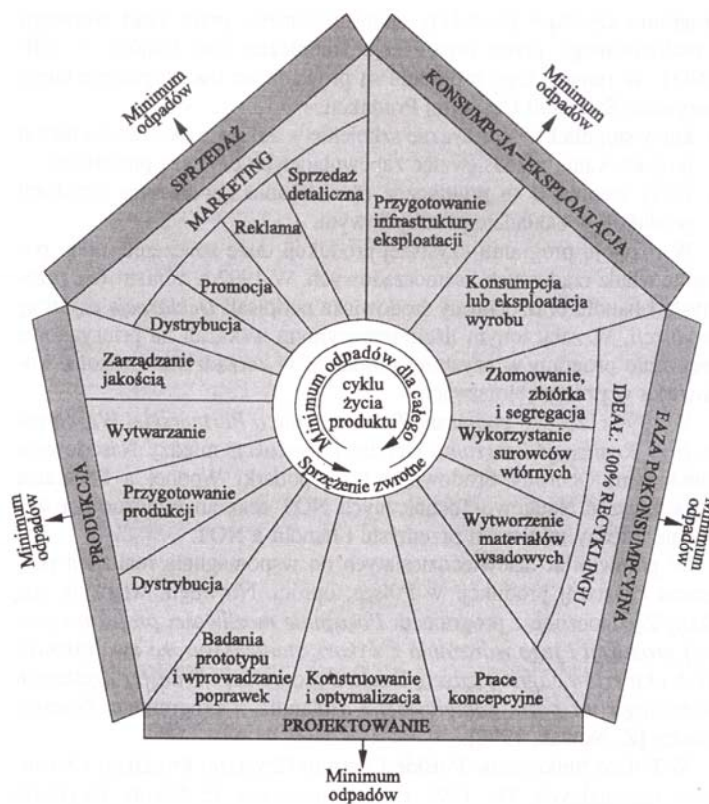 Minimum
odpadów
SPRZEDAŻ
MARKETING
Sprzedaż
detaliczna
Reklama
Promocja
Dystrybucja
KONSUMPCJA–EKSPLOATACJA
Minimum
odpadów
Przygotowanie
infrastruktury
eksploatacji
Konsumpcja
lub eksploatacja
wyrobu
Zarządzanie
jakością
Wytwarzanie
Przygotowanie
produkcji
Dystrybucja
PRODUKCJA
Minimum
odpadów
Minimum odpadów dla całego
cyklu
życia
produktu
Sprzężenie zwrotne
Złomowanie,
zbiórka
i segregacja
Wykorzystanie
surowców
wtórnych
Wytworzenie
materiałów
wsadowych
IDEAŁ: 100% RECYKLINGU
FAZA POKONSUMPCYJNA
Minimum
odpadów
Badania
prototypu
i wprowadzanie
poprawek
Konstruowanie
i optymalizacja
Prace
koncepcyjne
PROJEKTOWANIE
Minimum
odpadów